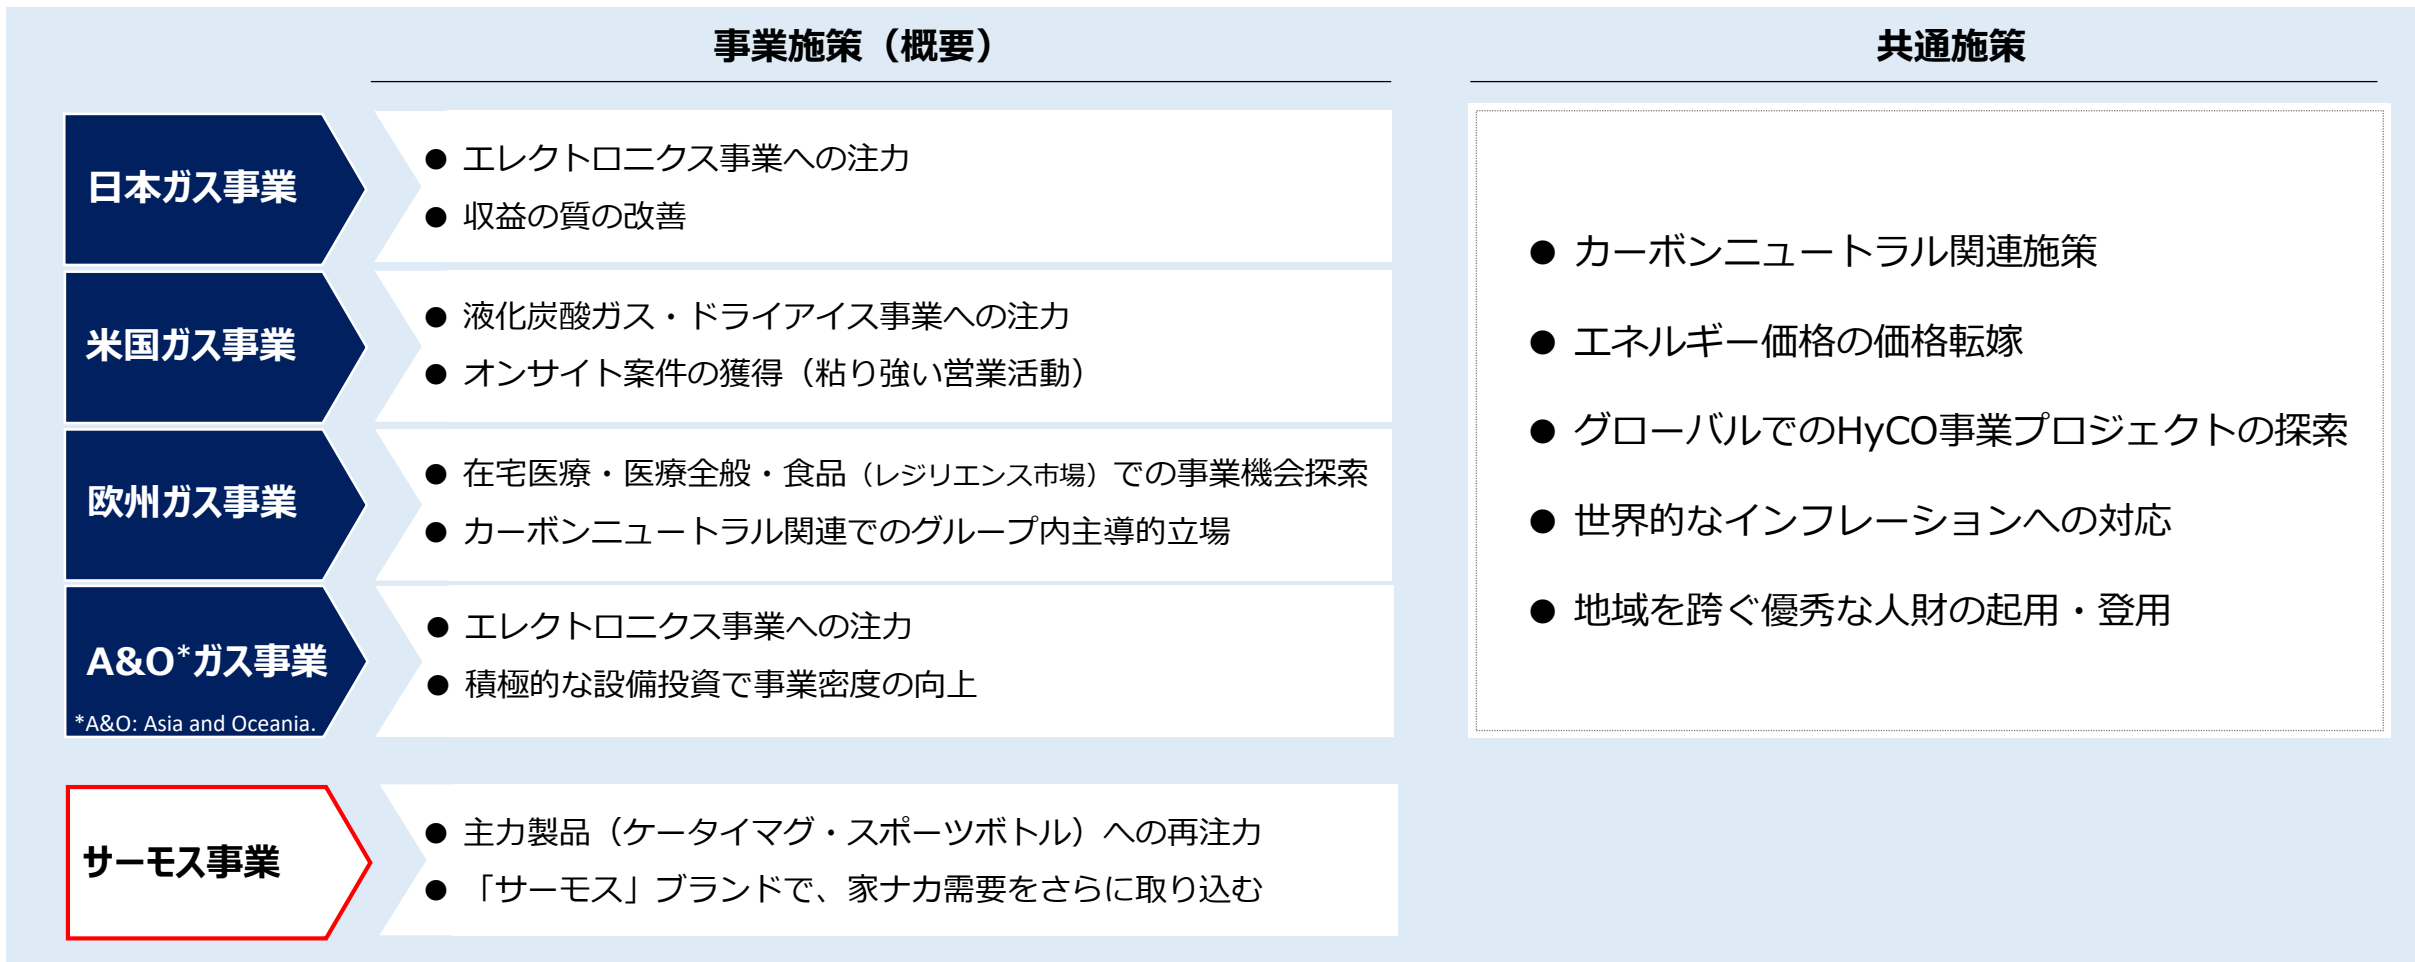 事業施策（概要）
日本ガス事業
● エレクトロニクス事業への注力
● 収益の質の改善
米国ガス事業
● 液化炭酸ガス・ドライアイス事業への注力
● オンサイト案件の獲得（粘り強い営業活動）
欧州ガス事業
● 在宅医療・医療全般・食品（レジリエンス市場）での事業機会探索
● カーボンニュートラル関連でのグループ内主導的立場
A&O*ガス事業
*A&O: Asia and Oceania.
● エレクトロニクス事業への注力
● 積極的な設備投資で事業密度の向上
サーモス事業
● 主力製品（ケータイマグ・スポーツボトル）への再注力
● 「サーモス」ブランドで、家ナカ需要をさらに取り込む
共通施策
● カーボンニュートラル関連施策
● エネルギー価格の価格転嫁
● グローバルでのHyCO事業プロジェクトの探索
● 世界的なインフレーションへの対応
● 地域を跨ぐ優秀な人財の起用・登用